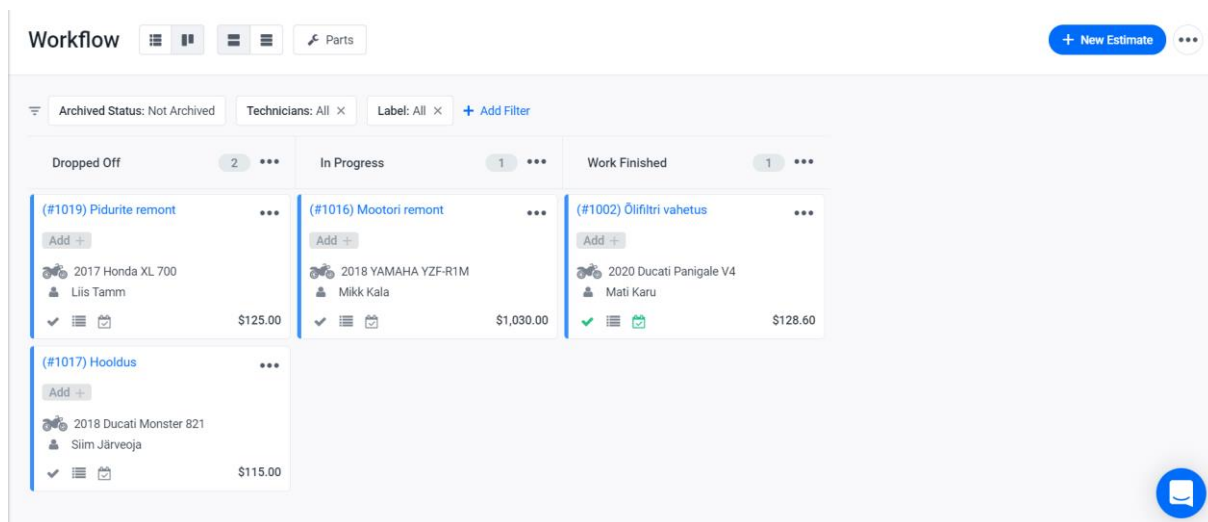 Workflow
Parts
+ New Estimate
Archived Status: Not Archived
Technicians: All ×
Label: All ×
+ Add Filter
Dropped Off 2
(#1019) Pidurite remont
Add +
2017 Honda XL 700
Liis Tamm
$125.00
(#1017) Hooldus
Add +
2018 Ducati Monster 821
Siim Järveoja
$115.00
In Progress 1
(#1016) Mootori remont
Add +
2018 YAMAHA YZF-R1M
Mikk Kala
$1,030.00
Work Finished 1
(#1002) Õlifiltri vahetus
Add +
2020 Ducati Panigale V4
Mati Karu
$128.60